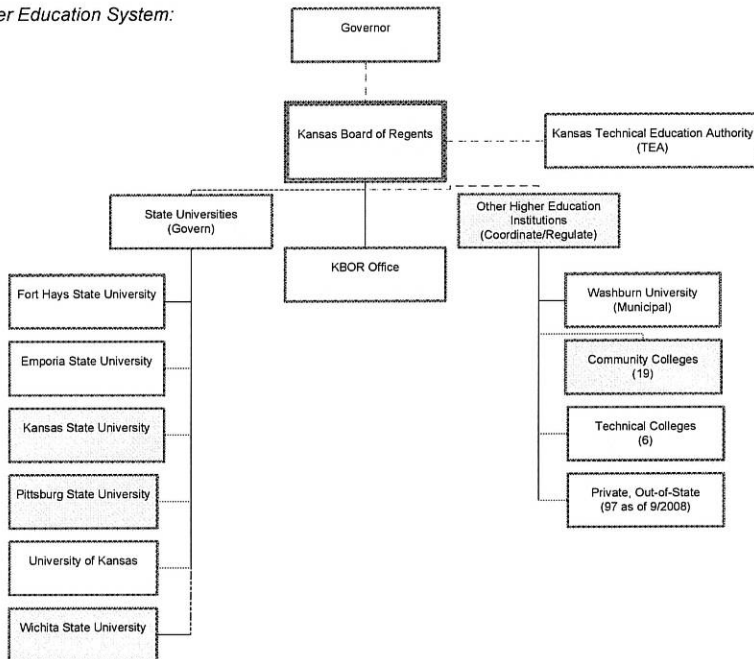 er Education System:
Governor
Kansas Board of Regents
Kansas Technical Education Authority
(TEA)
State Universities
(Govern)
Other Higher Education
Institutions
(Coordinate/Regulate)
KBOR Office
Fort Hays State University
Emporia State University
Kansas State University
Pittsburg State University
University of Kansas
Wichita State University
Washburn University
(Municipal)
Community Colleges
(19)
Technical Colleges
(6)
Private, Out-of-State
(97 as of 9/2008)